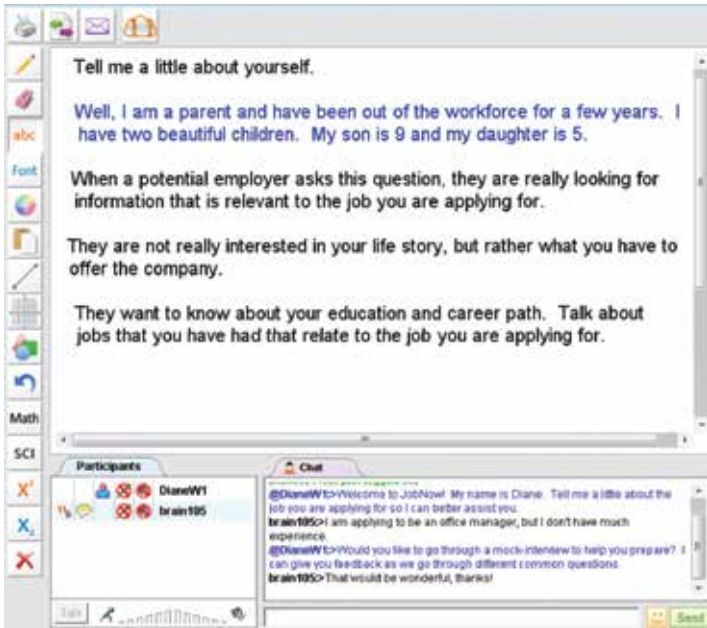 Tell me a little about yourself.
Well, I am a parent and have been out of the workforce for a few years. I
have two beautiful children. My son is 9 and my daughter is 5.
When a potential employer asks this question, they are really looking for
information that is relevant to the job you are applying for.
They are not really interested in your life story, but rather what you have to
offer the company.
They want to know about your education and career path. Talk about
jobs that you have had that relate to the job you are applying for.
abc
Font
Math
SCI
X²
X₂
Participants
DianeW1
brain105
Talk
Chat
@DianeW1>Welcome to JobNow! My name is Diane. Tell me a little about the
job you are applying for so I can better assist you.
brain105>I am applying to be an office manager, but I don't have much
experience.
@DianeW1>Would you like to go through a mock-interview to help you prepare? I
can give you feedback as we go through different common questions
brain105>That would be wonderful, thanks!
Send